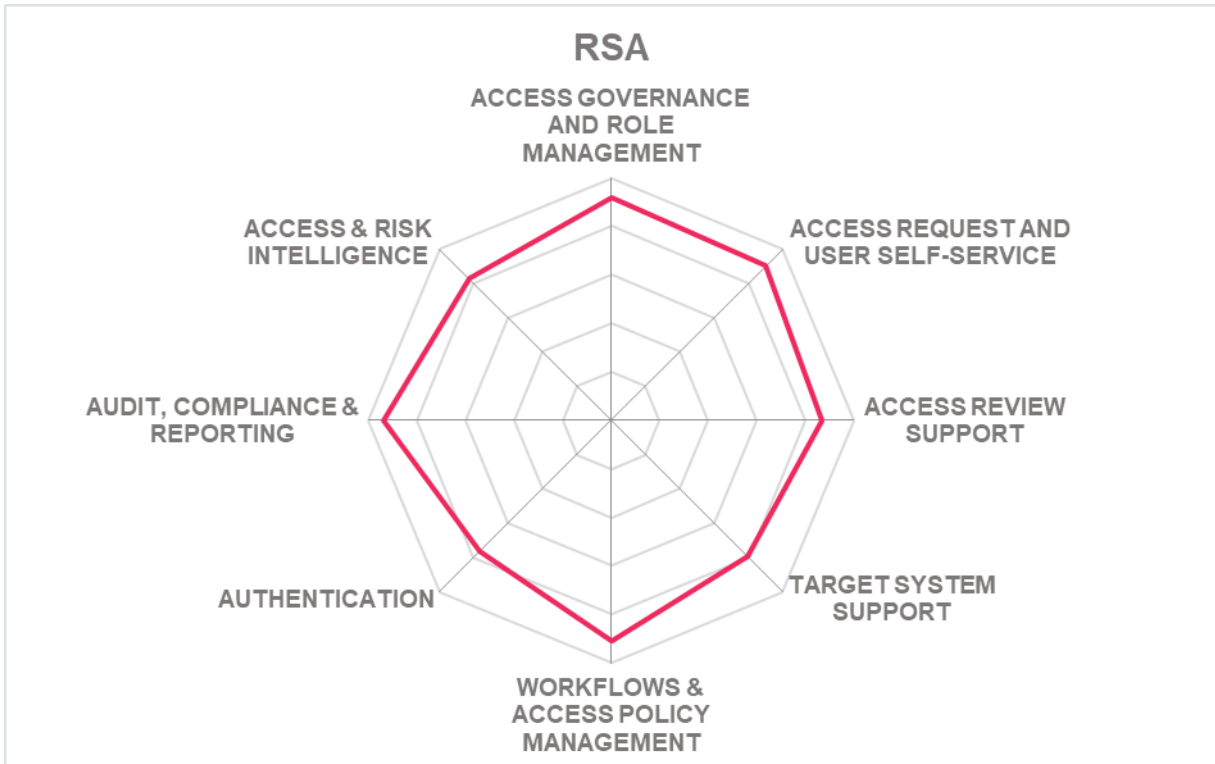 RSA
ACCESS GOVERNANCE
AND ROLE
MANAGEMENT
ACCESS REQUEST AND
USER SELF-SERVICE
ACCESS REVIEW
SUPPORT
TARGET SYSTEM
SUPPORT
WORKFLOWS &
ACCESS POLICY
MANAGEMENT
AUTHENTICATION
AUDIT, COMPLIANCE &
REPORTING
ACCESS & RISK
INTELLIGENCE